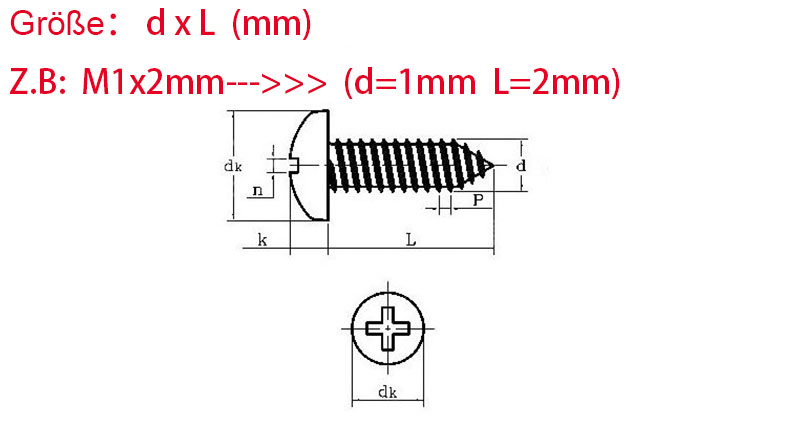 Größe： d x L (mm)
Z.B: M1x2mm--->>> (d=1mm L=2mm)
dk
n
d
P
k
L
dk